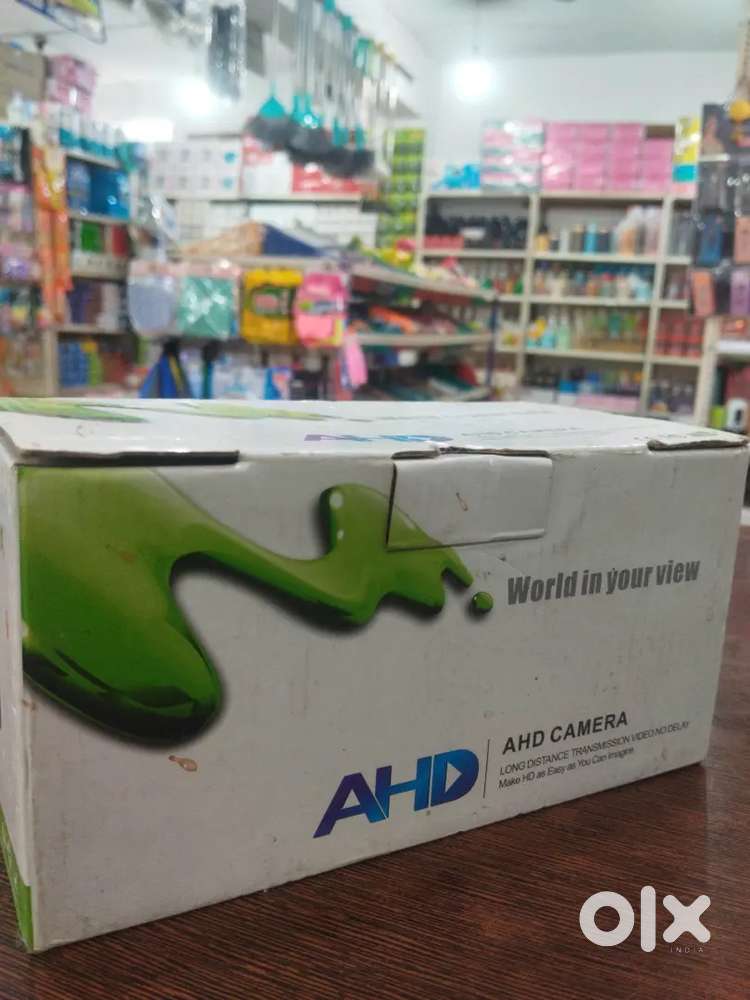 AHD
World in your view
AHD
AHD CAMERA
LONG DISTANCE TRANSMISSION VIDEO, NO DELAY
Make HD as Easy as You Can Imagine
olx
INDIA